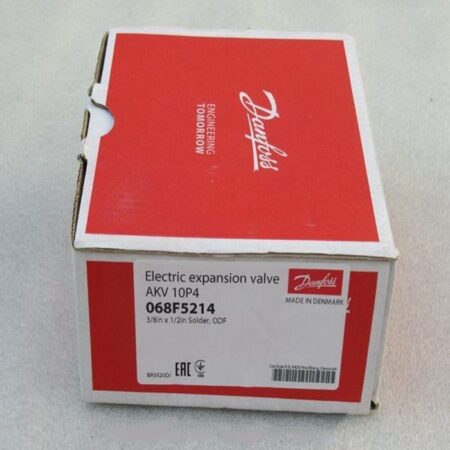 ENGINEERING
TOMORROW
Danfoss
Electric expansion valve
AKV 10P4
068F5214
3/8in x 1/2in Solder, ODF
Danfoss
MADE IN DENMARK
EAC